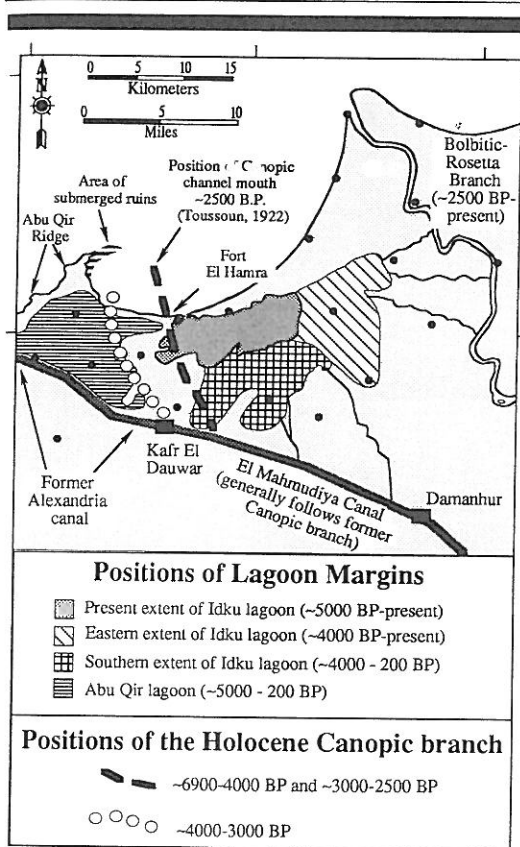 N
0 5 10 15
Kilometers
0 5 10
Miles
Position of Canopic
channel mouth
~2500 B.P.
(Toussoun, 1922)
Bolbitic-
Rosetta
Branch
(~2500 BP-
present)
Area of
submerged ruins
Abu Qir
Ridge
Fort
El Hamra
Kafr El
Dauwar
Former
Alexandria
canal
El Mahmudiya Canal
(generally follows former
Canopic branch)
Damanhur
Positions of Lagoon Margins
Present extent of Idku lagoon (~5000 BP-present)
Eastern extent of Idku lagoon (~4000 BP-present)
Southern extent of Idku lagoon (~4000 - 200 BP)
Abu Qir lagoon (~5000 - 200 BP)
Positions of the Holocene Canopic branch
~6900-4000 BP and ~3000-2500 BP
~4000-3000 BP